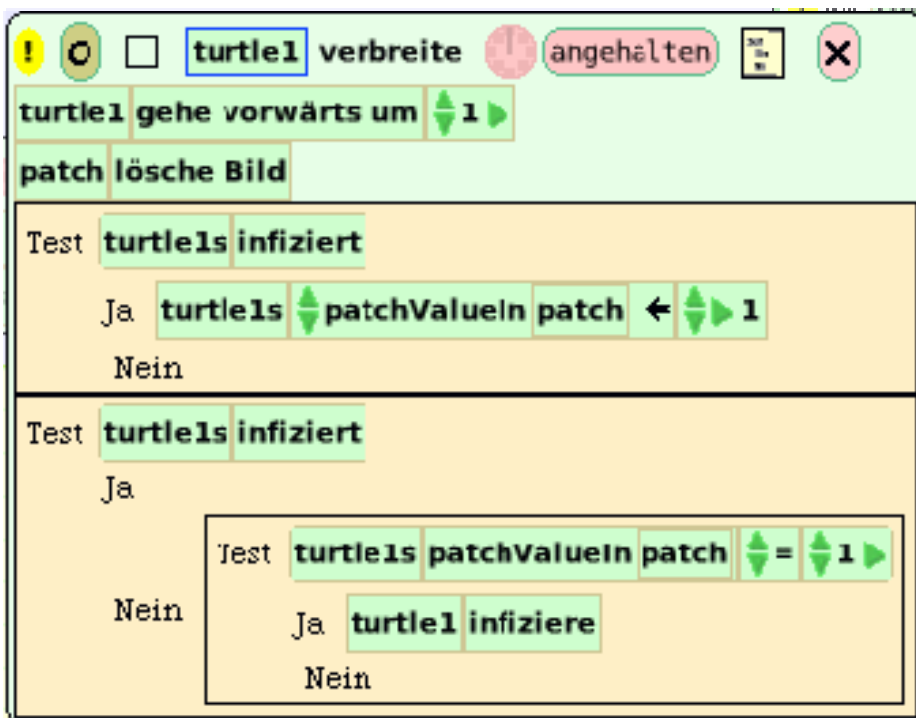 ! turtle1 verbreite angehalten
turtle1 gehe vorwärts um 1
patch lösche Bild
Test turtle1s infiziert
Ja turtle1s patchValueIn patch ← 1
Nein
Test turtle1s infiziert
Ja
Test turtle1s patchValueIn patch = 1
Nein
Ja turtle1 infiziere
Nein